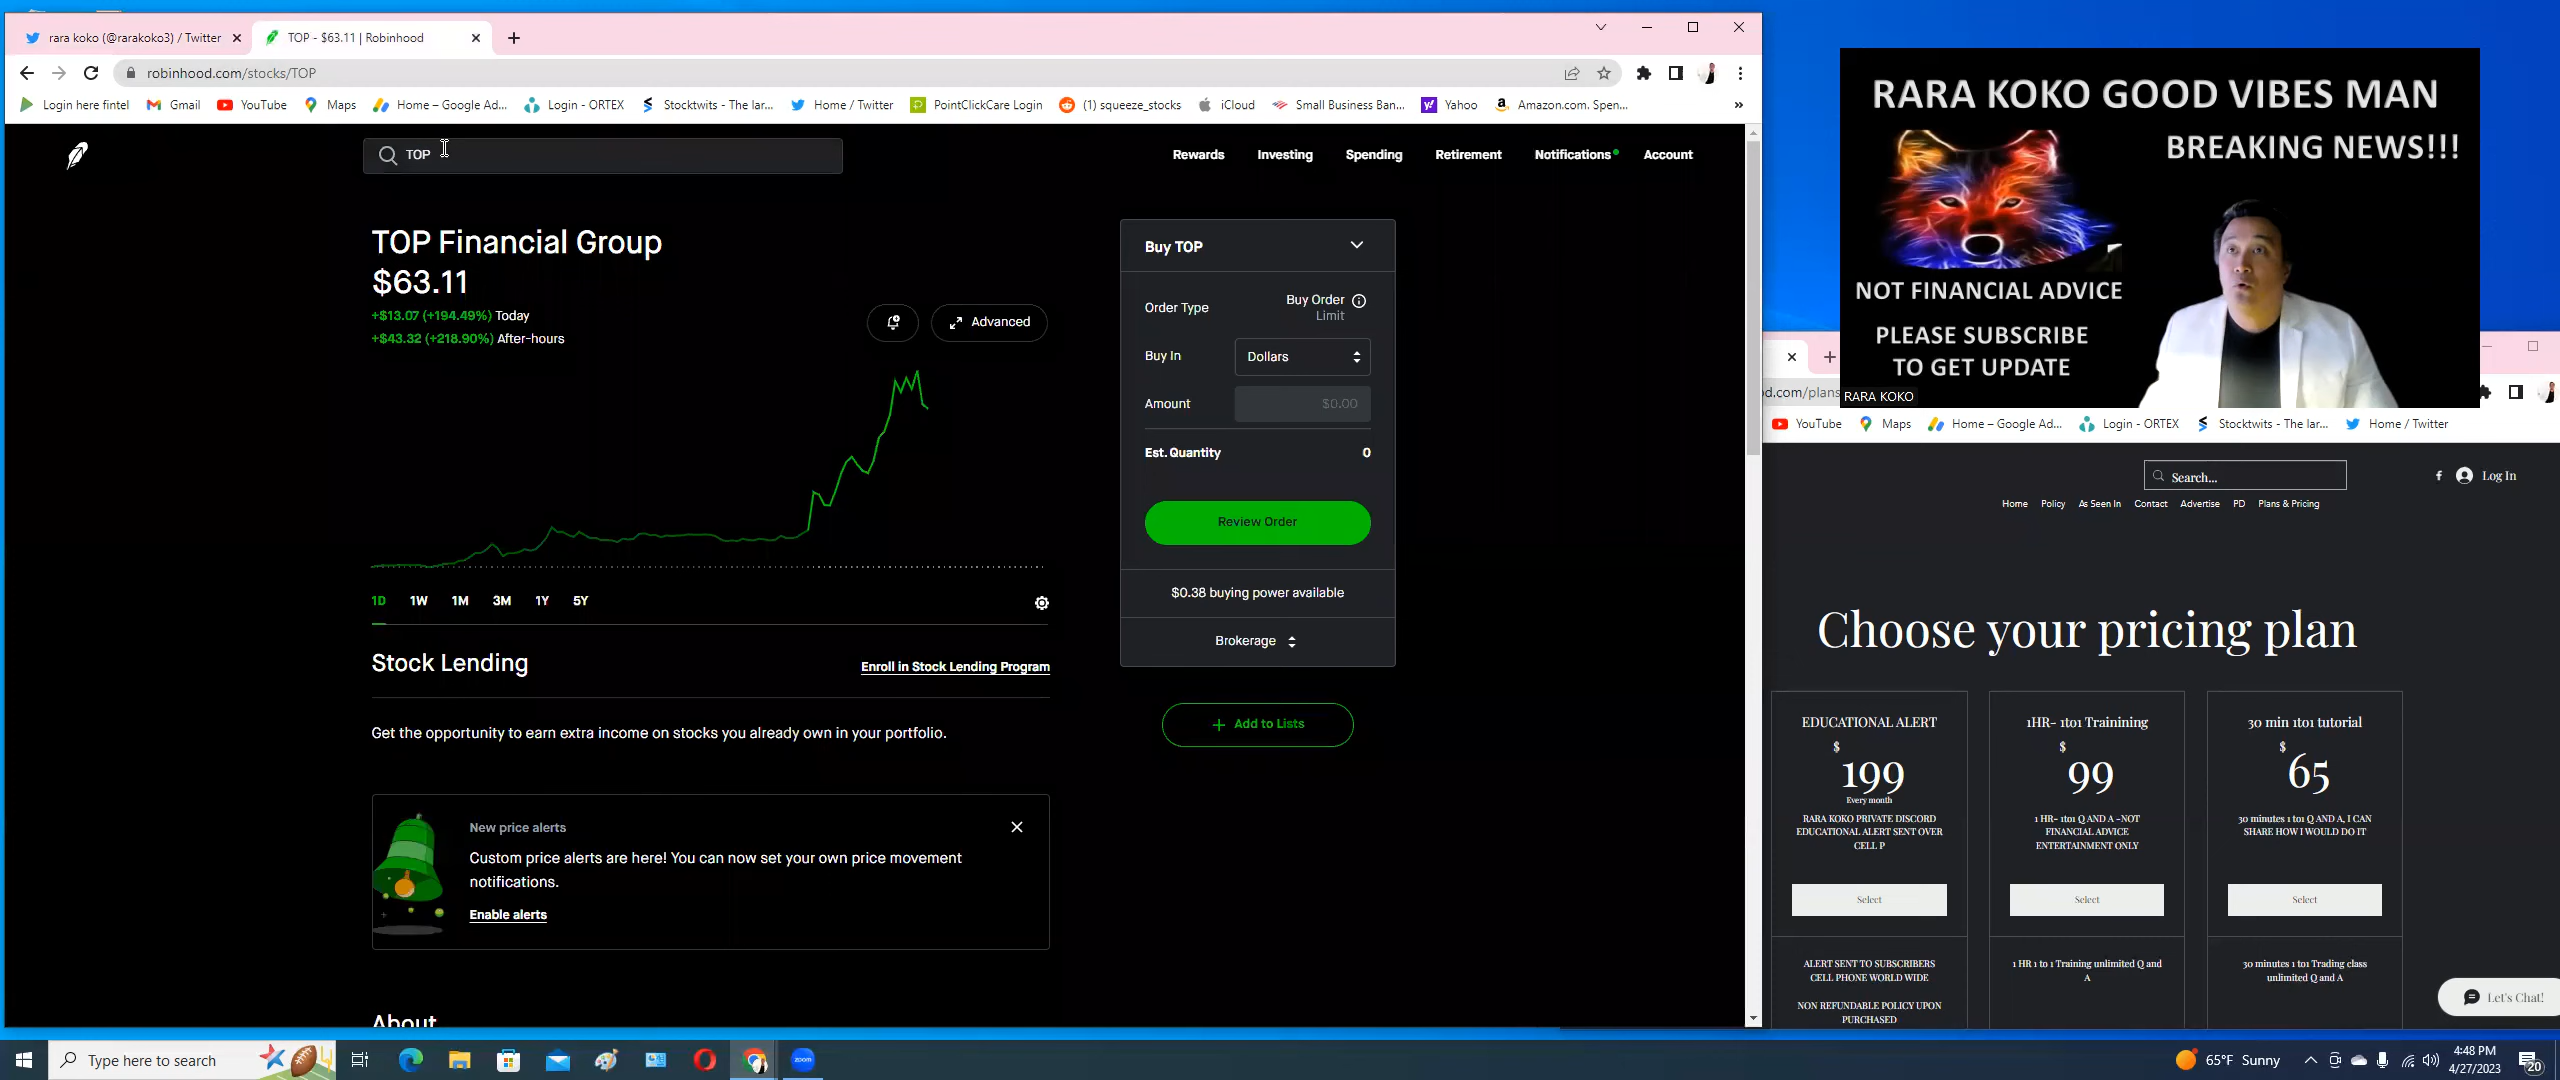 rara koko (@rarakoko3) / Twitter
TOP - $63.11 | Robinhood
robinhood.com/stocks/TOP
Login here fintel
Gmail
YouTube
Maps
Home – Google Ad...
Login - ORTEX
Stocktwits - The lar...
Home / Twitter
PointClickCare Login
(1) squeeze_stocks
iCloud
Small Business Ban...
Yahoo
Amazon.com. Spen...
»
TOP
Rewards
Investing
Spending
Retirement
Notifications
Account
TOP Financial Group
$63.11
+$13.07 (+194.49%) Today
+$43.32 (+218.90%) After-hours
Advanced
1D
1W
1M
3M
1Y
5Y
Stock Lending
Enroll in Stock Lending Program
Get the opportunity to earn extra income on stocks you already own in your portfolio.
New price alerts
Custom price alerts are here! You can now set your own price movement
notifications.
Enable alerts
About
Buy TOP
Order Type
Buy Order
Limit
Buy In
Dollars
Amount
$0.00
Est. Quantity
0
Review Order
$0.38 buying power available
Brokerage
Add to Lists
RARA KOKO GOOD VIBES MAN
BREAKING NEWS!!!
NOT FINANCIAL ADVICE
PLEASE SUBSCRIBE
TO GET UPDATE
RARA KOKO
d.com/plans
YouTube
Maps
Home – Google Ad...
Login - ORTEX
Stocktwits - The lar...
Home / Twitter
Search...
f
Log In
Home
Policy
As Seen In
Contact
Advertise
PD
Plans & Pricing
Choose your pricing plan
EDUCATIONAL ALERT
$
199
Every month
RARA KOKO PRIVATE DISCORD
EDUCATIONAL ALERT SENT OVER
CELL P
Select
ALERT SENT TO SUBSCRIBERS
CELL PHONE WORLD WIDE
NON REFUNDABLE POLICY UPON
PURCHASED
1HR- 1to1 Trainining
$
99
1 HR- 1to1 Q AND A -NOT
FINANCIAL ADVICE
ENTERTAINMENT ONLY
Select
1 HR 1 to 1 Training unlimited Q and
A
30 min 1to1 tutorial
$
65
30 minutes 1 to1 Q AND A, I CAN
SHARE HOW I WOULD DO IT
Select
30 minutes 1 to1 Trading class
unlimited Q and A
Let's Chat!
Type here to search
zoom
65°F Sunny
4:48 PM
4/27/2023
20